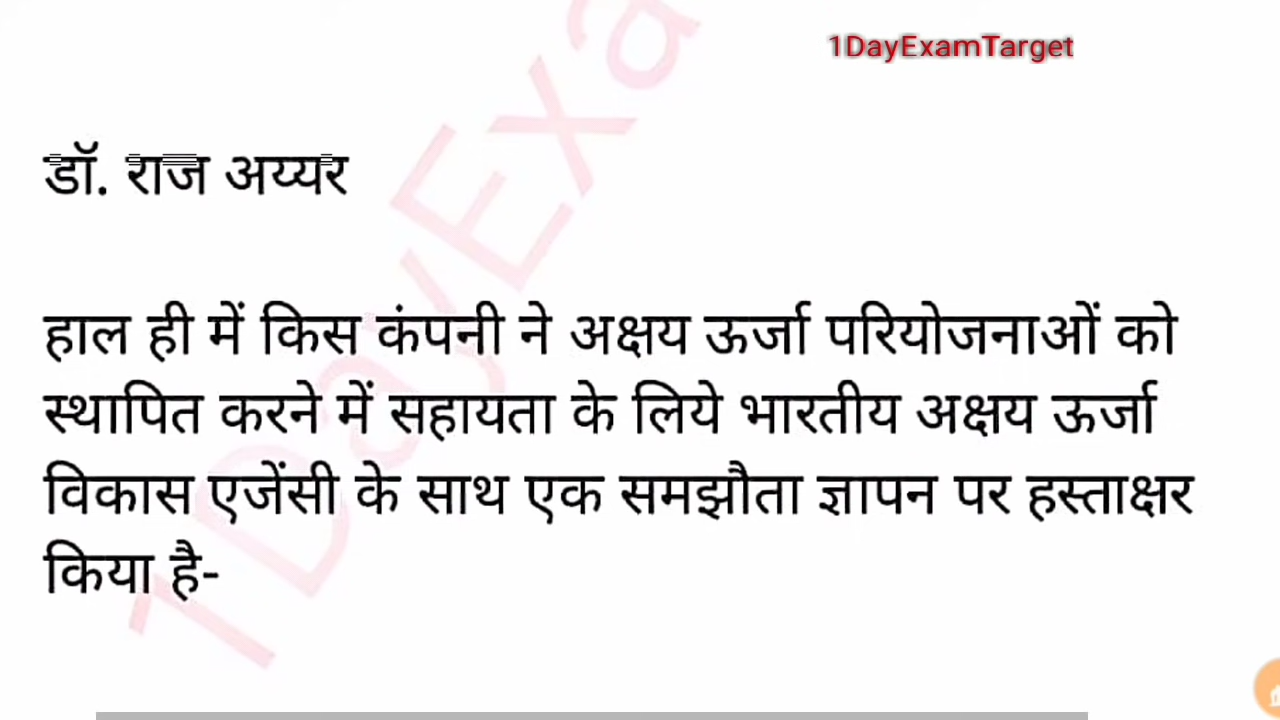 1DayExamTarget
डॉ. राज अय्यर
हाल ही में किस कंपनी ने अक्षय ऊर्जा परियोजनाओं को
स्थापित करने में सहायता के लिये भारतीय अक्षय ऊर्जा
विकास एजेंसी के साथ एक समझौता ज्ञापन पर हस्ताक्षर
किया है-
1DayExa